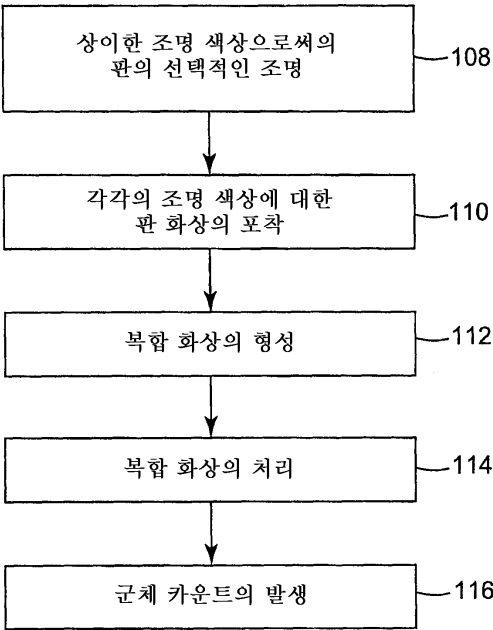 상이한 조명 색상으로써의
판의 선택적인 조명
108
각각의 조명 색상에 대한
판 화상의 포착
110
복합 화상의 형성
112
복합 화상의 처리
114
군체 카운트의 발생
116